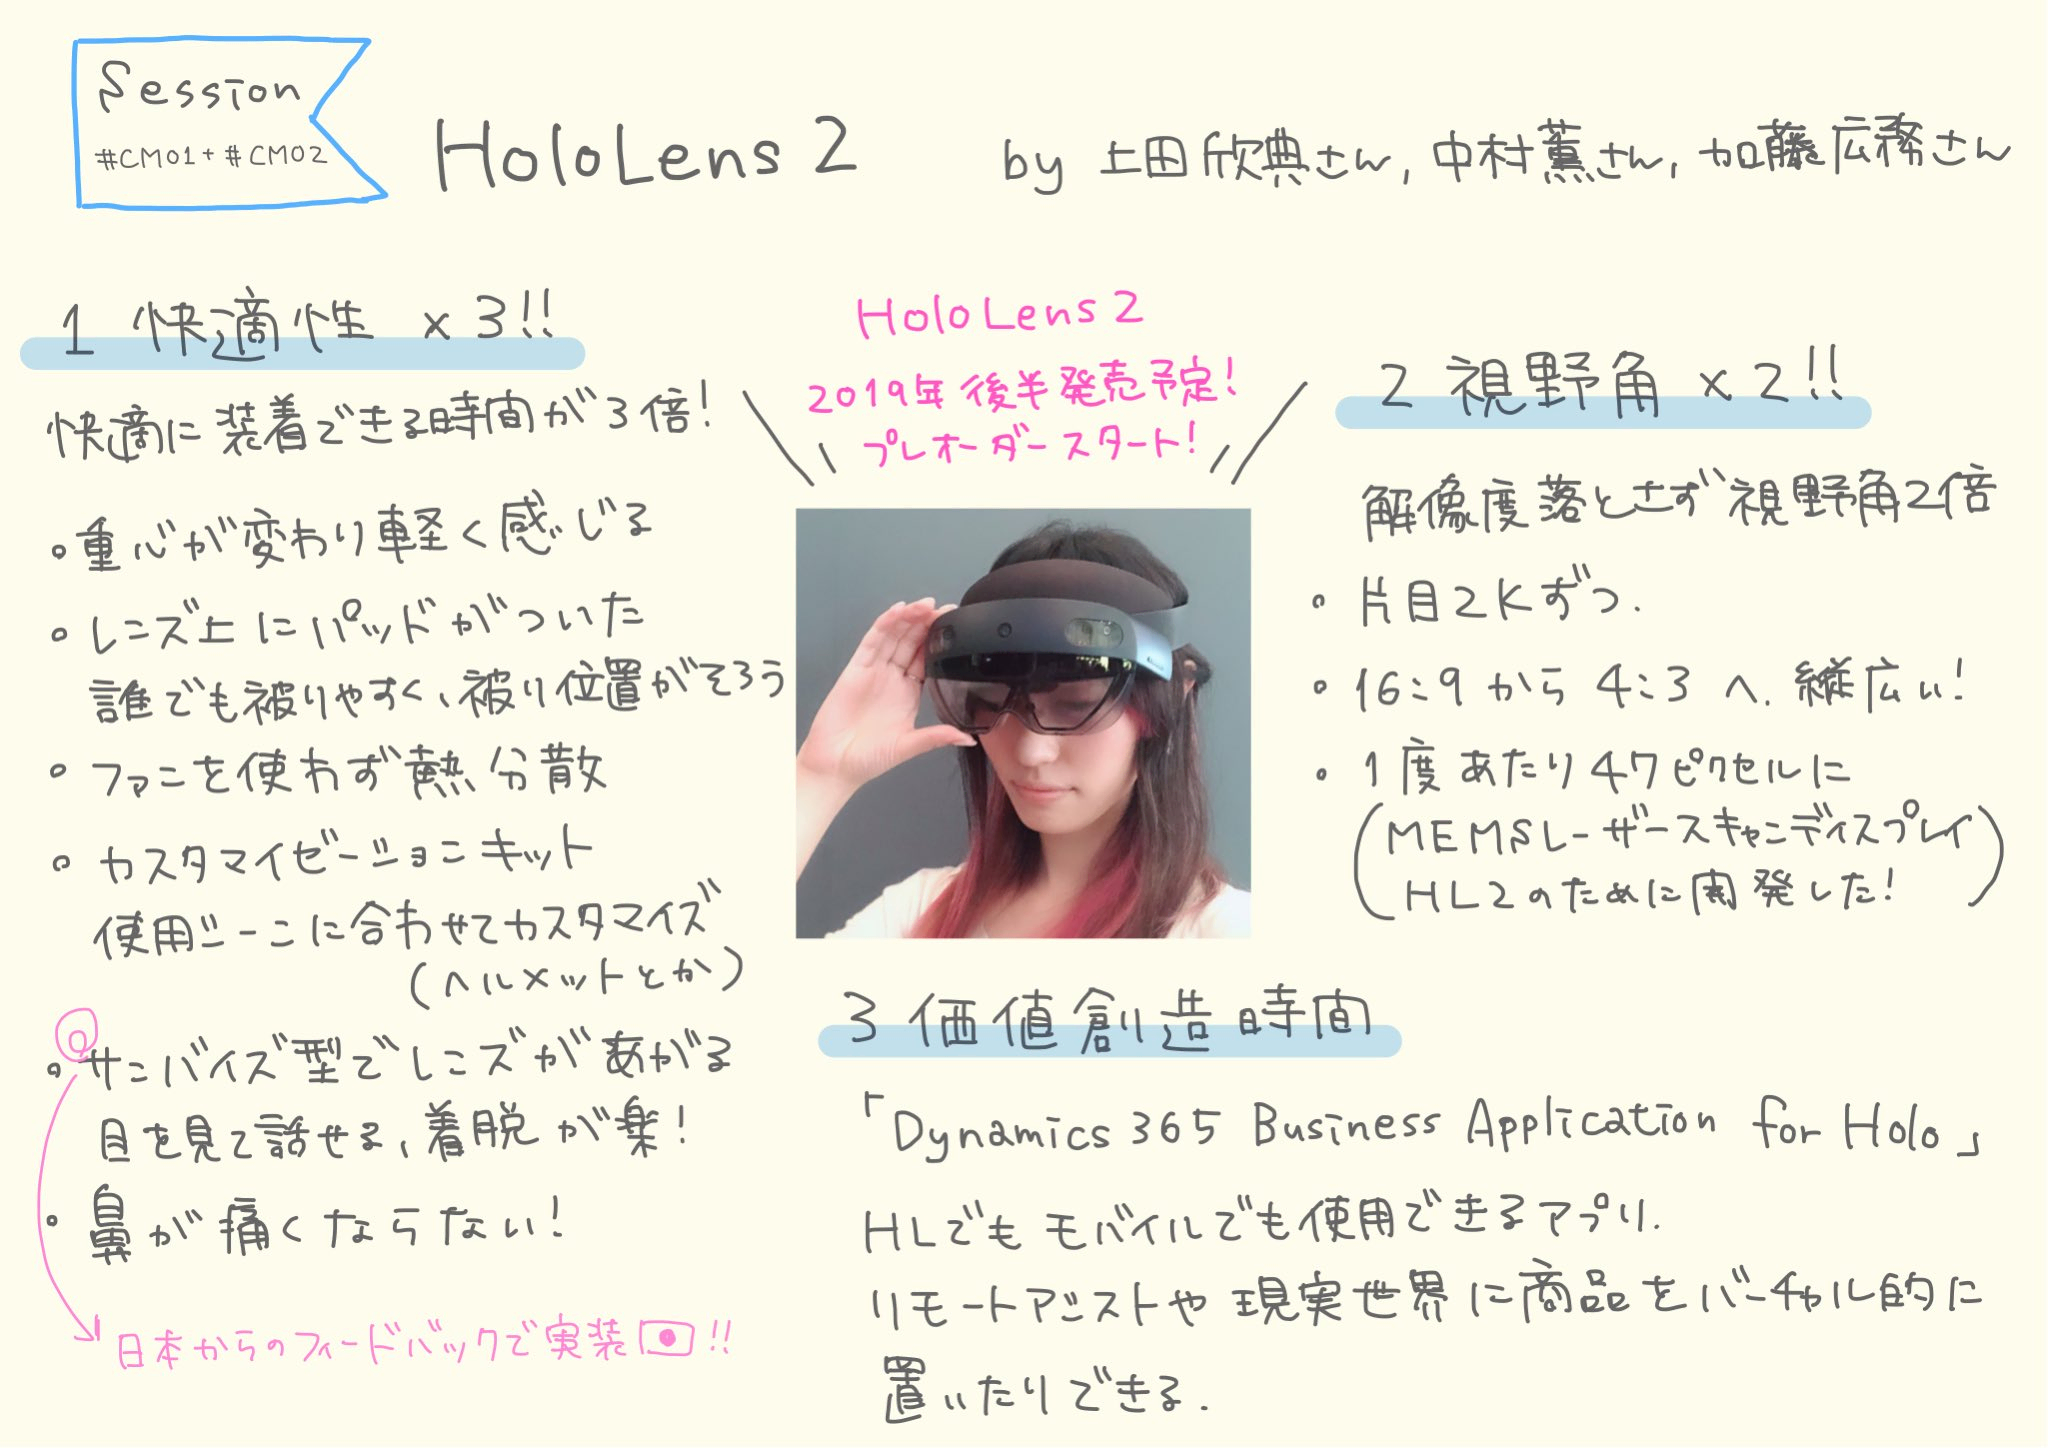 Session
#CM01+#CM02
HoloLens 2
by 上田欣典さん, 中村薫さん, 加藤広務さん
1 快適性 x3!!
快適に装着できる時間が3倍!
・重心が変わり軽く感じる
・レンズ上にパッドがついた
誰でも被りやすく、被り位置がそろう
・ファンを使わず熱分散
・カスタマイゼーションキット
使用シーンに合わせてカスタマイズ
(ヘルメットとか)
・サンバイズ型でレンズがあがる
目を見て話せる、着脱が楽!
・鼻が痛くならない!
日本からのフィードバックで実装!!
HoloLens 2
2019年後半発売予定!
プレオーダースタート!
2 視野角 x2!!
解像度落とさず視野角2倍
・片目2Kずつ.
・16:9から4:3へ. 縦広い!
・1度あたり47ピクセルに
(MEMSレーザースキャンディスプレイ
HL2のために開発した!)
3 価値創造時間
「Dynamics 365 Business Application for Holo」
HLでもモバイルでも使用できるアプリ.
リモートアシストや現実世界に商品をバーチャル的に
置いたりできる.